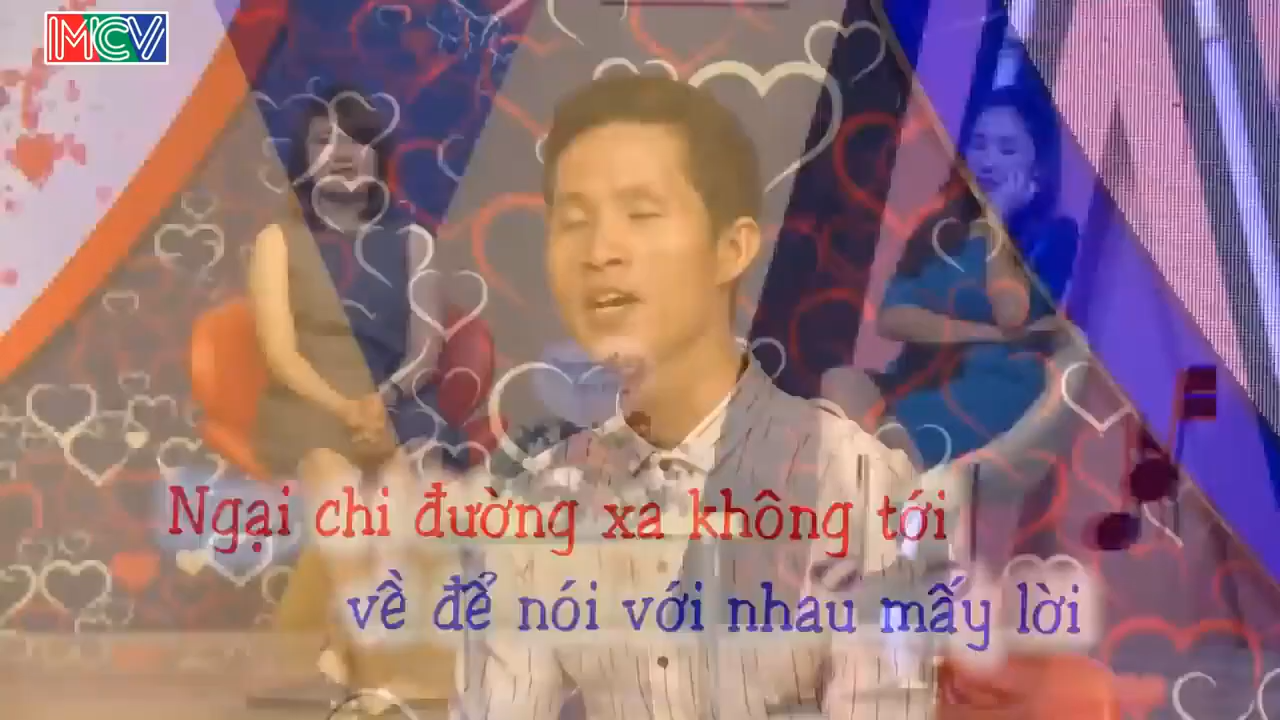 MCV
Ngại chi đường xa không tới
về để nói với nhau mấy lời